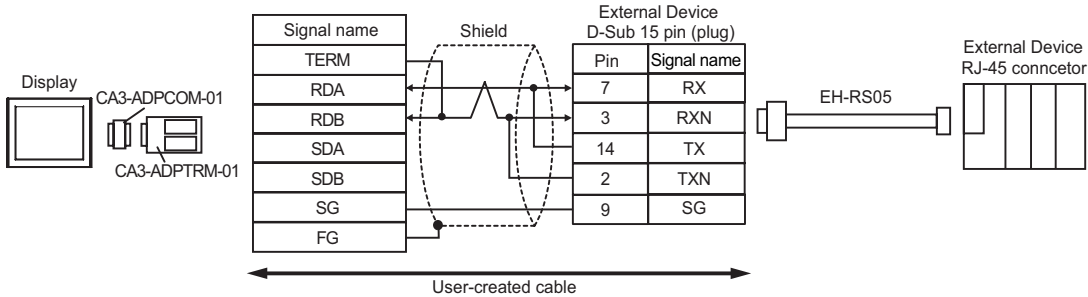 Display
CA3-ADPCOM-01
CA3-ADPTRM-01
Signal name
TERM
RDA
RDB
SDA
SDB
SG
FG
Shield
External Device
D-Sub 15 pin (plug)
Pin Signal name
7 RX
3 RXN
14 TX
2 TXN
9 SG
EH-RS05
External Device
RJ-45 conncetor
User-created cable